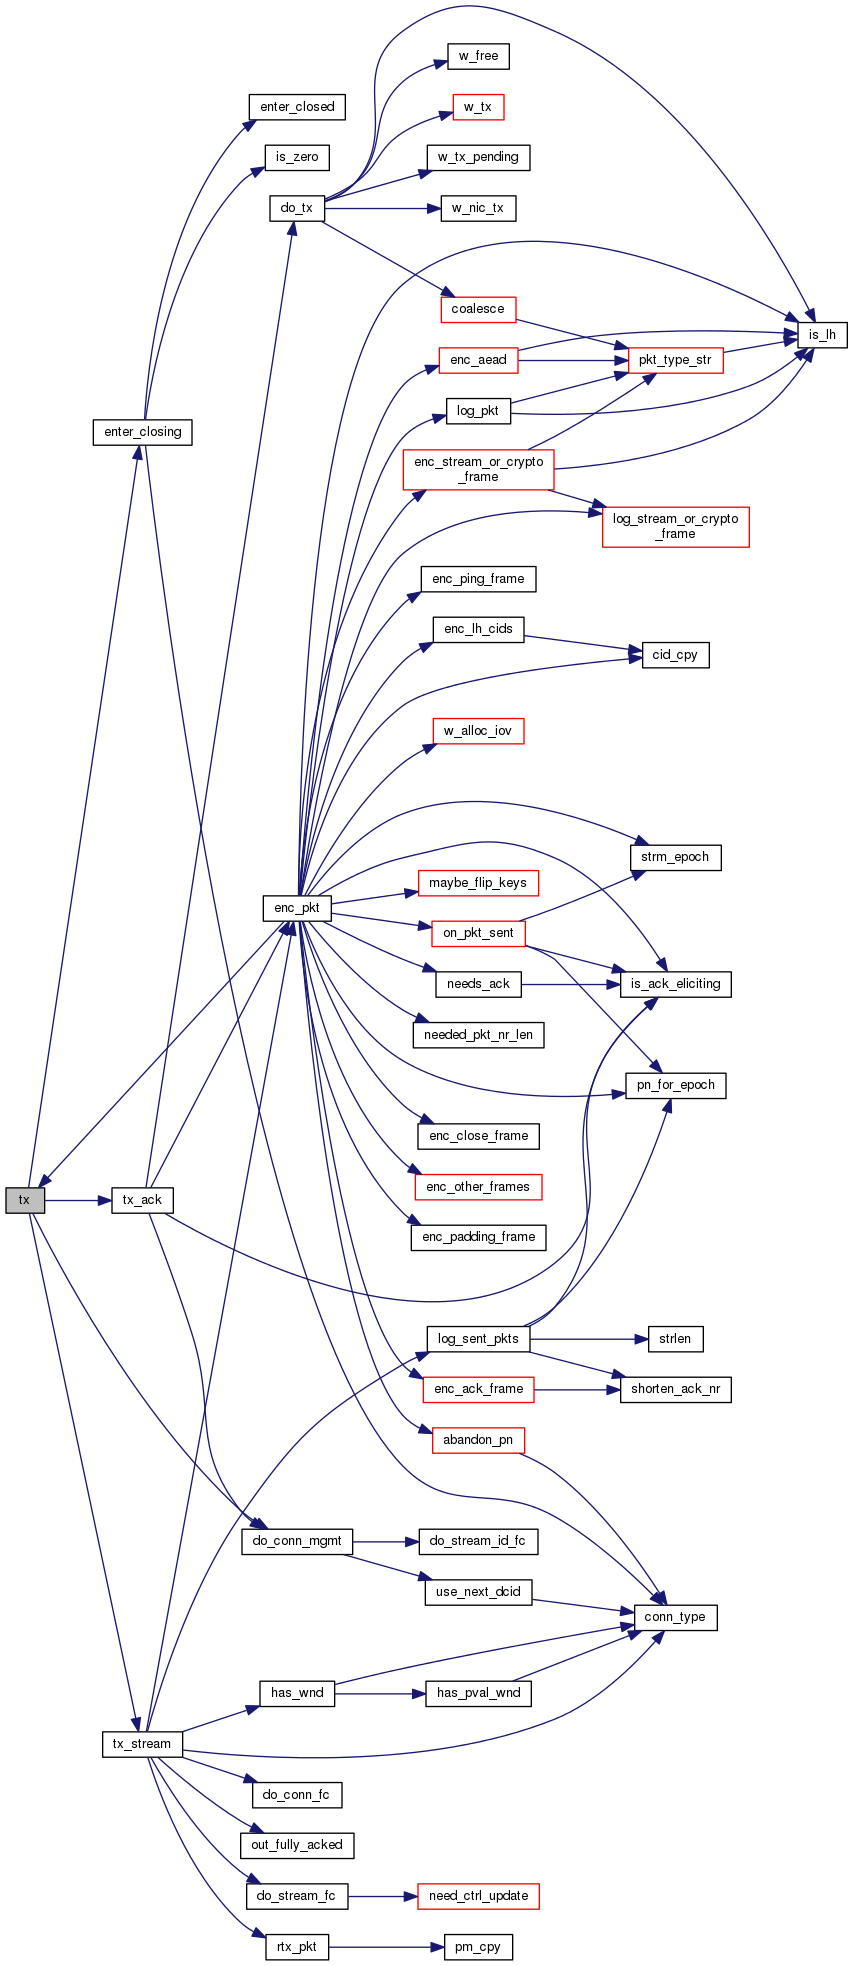 w_free
enter_closed
w_tx
is_zero
w_tx_pending
do_tx
w_nic_tx
coalesce
is_lh
enc_aead
pkt_type_str
log_pkt
enter_closing
enc_stream_or_crypto
_frame
log_stream_or_crypto
_frame
enc_ping_frame
enc_lh_cids
cid_cpy
w_alloc_iov
strm_epoch
maybe_flip_keys
enc_pkt
on_pkt_sent
needs_ack
is_ack_eliciting
needed_pkt_nr_len
pn_for_epoch
enc_close_frame
enc_other_frames
tx
tx_ack
enc_padding_frame
log_sent_pkts
strlen
enc_ack_frame
shorten_ack_nr
abandon_pn
do_conn_mgmt
do_stream_id_fc
use_next_dcid
conn_type
has_wnd
has_pval_wnd
tx_stream
do_conn_fc
out_fully_acked
do_stream_fc
need_ctrl_update
rtx_pkt
pm_cpy